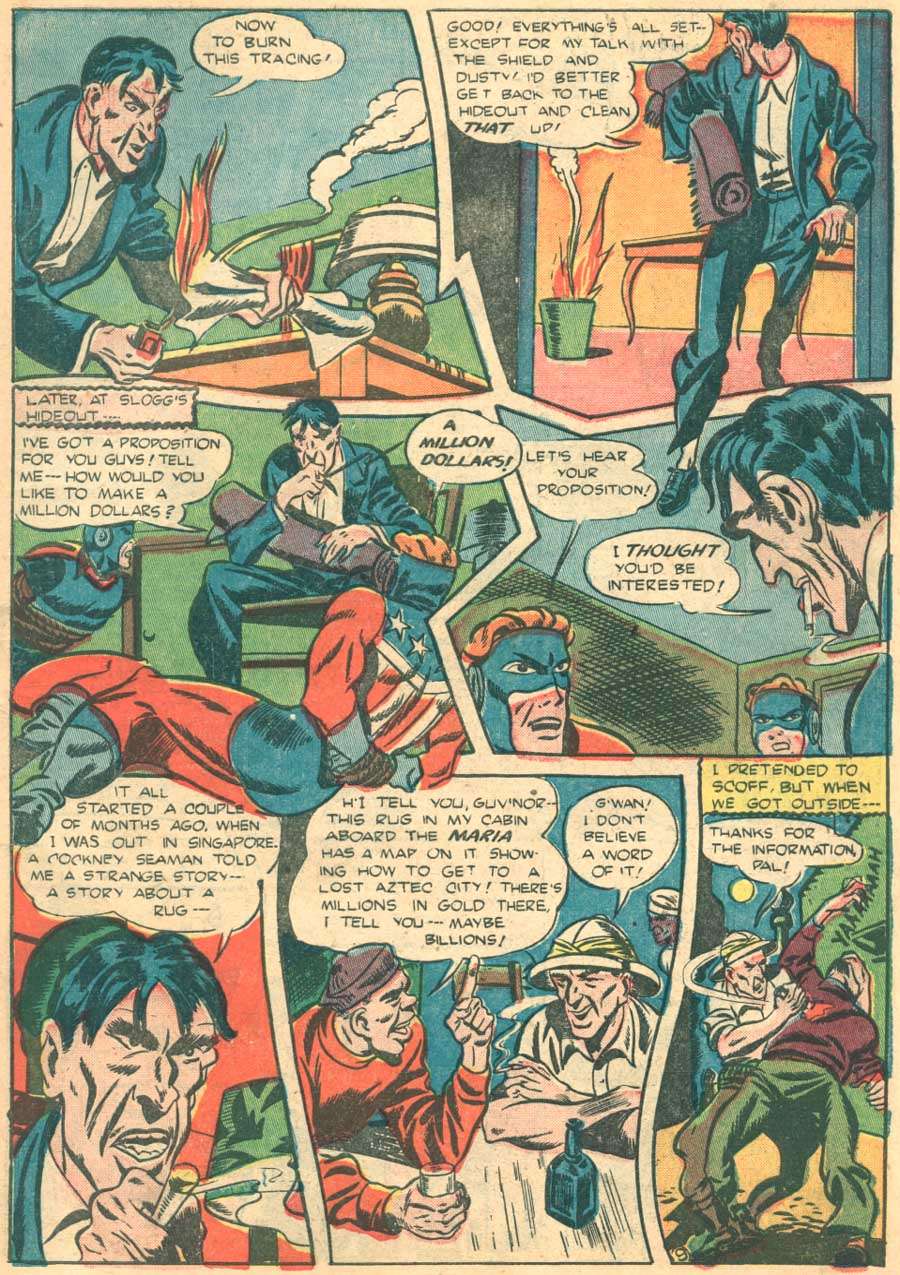 NOW
TO BURN
THIS TRACING!
GOOD! EVERYTHING'S ALL SET--
EXCEPT FOR MY TALK WITH
THE SHIELD AND
DUSTY! I'D BETTER
GET BACK TO THE
HIDEOUT AND CLEAN
THAT UP!
LATER, AT SLOGG'S
HIDEOUT----
I'VE GOT A PROPOSITION
FOR YOU GUYS! TELL
ME---HOW WOULD YOU
LIKE TO MAKE A
MILLION DOLLARS?
A
MILLION
DOLLARS!
LET'S HEAR
YOUR
PROPOSITION!
I THOUGHT
YOU'D BE
INTERESTED!
IT ALL
STARTED A COUPLE
OF MONTHS AGO, WHEN
I WAS OUT IN SINGAPORE.
A COCKNEY SEAMAN TOLD
ME A STRANGE STORY---
A STORY ABOUT A
RUG---
H'I TELL YOU, GUV'NOR--
THIS RUG IN MY CABIN
ABOARD THE MARIA
HAS A MAP ON IT SHOW-
ING HOW TO GET TO A
LOST AZTEC CITY! THERE'S
MILLIONS IN GOLD THERE,
I TELL YOU--- MAYBE
BILLIONS!
G'WAN!
I DON'T
BELIEVE
A WORD
OF IT!
I PRETENDED TO
SCOFF, BUT WHEN
WE GOT OUTSIDE---
THANKS FOR
THE INFORMATION,
PAL!
9